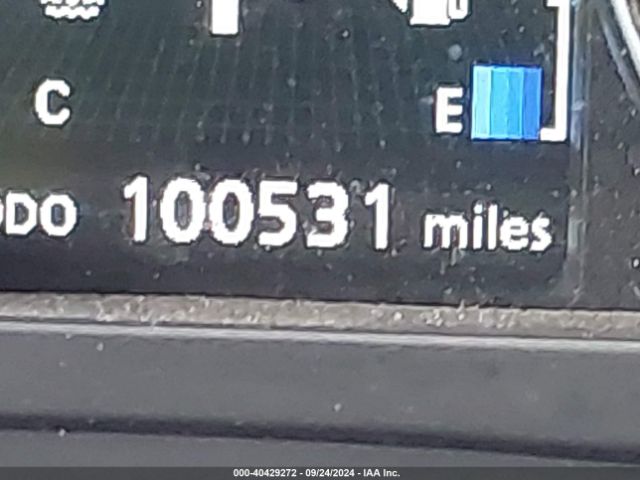 C E
ODO 100531 miles
000-40429272 - 09/24/2024 - IAA Inc.